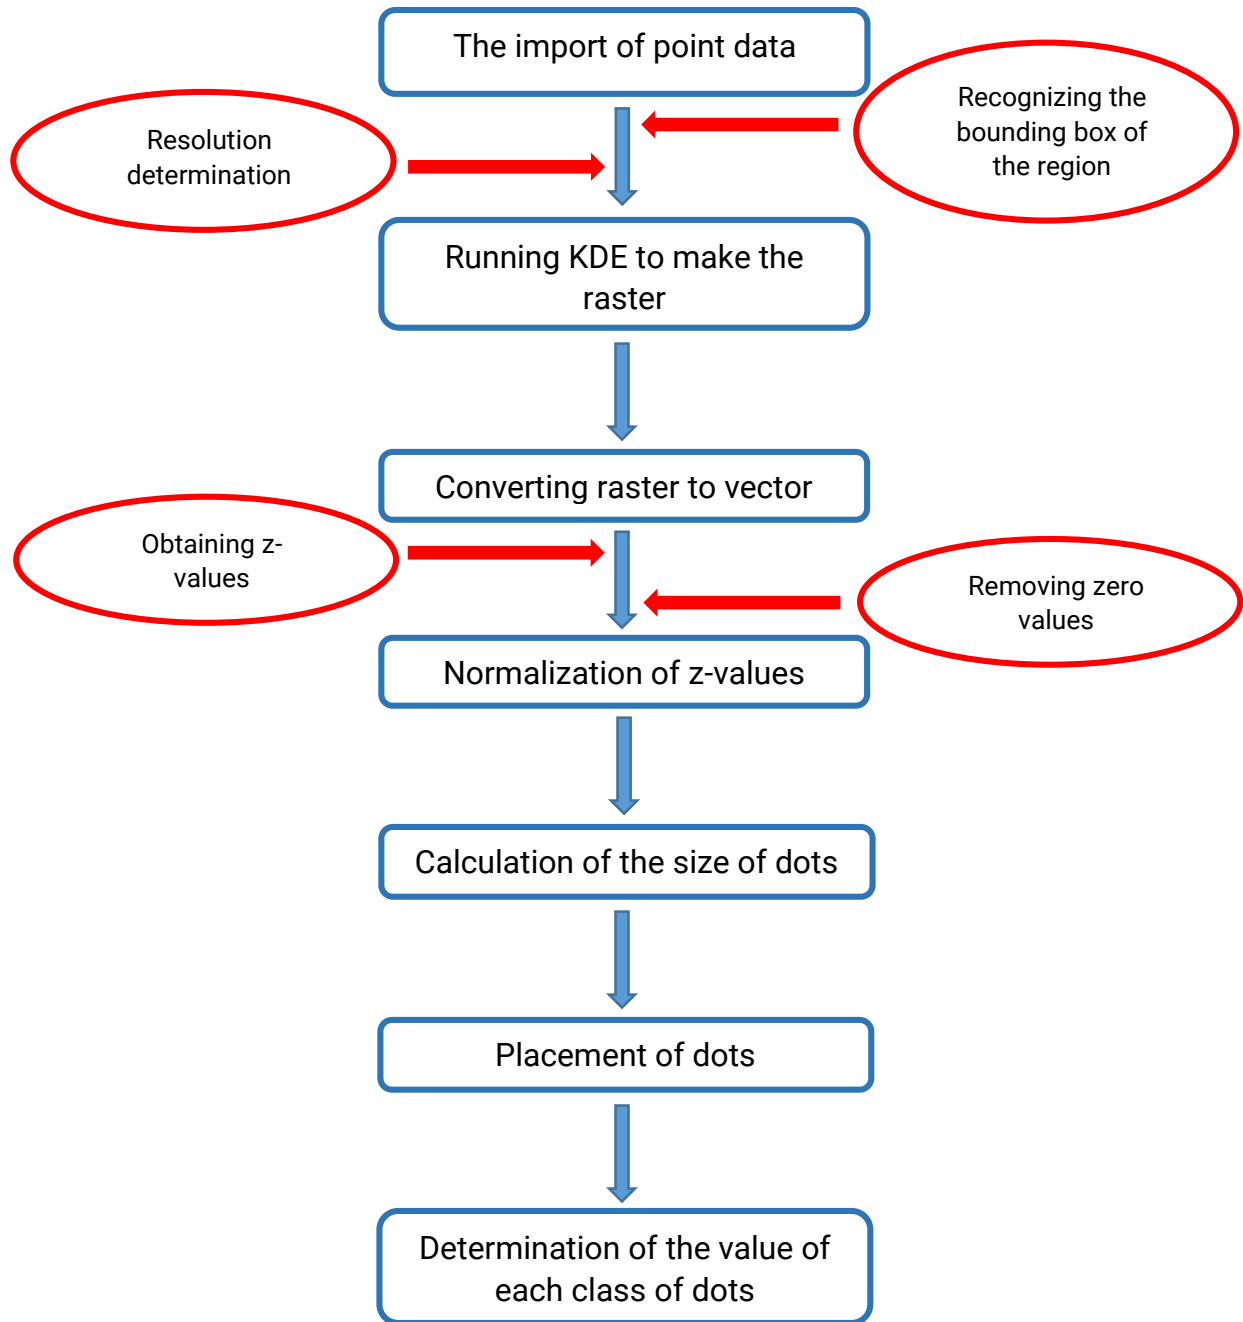 The import of point data
Recognizing the
bounding box of
the region
Resolution
determination
Running KDE to make the
raster
Converting raster to vector
Obtaining z-
values
Removing zero
values
Normalization of z-values
Calculation of the size of dots
Placement of dots
Determination of the value of
each class of dots